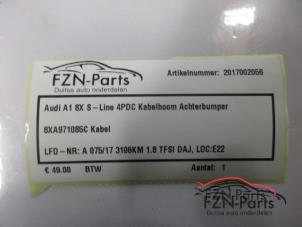 FZN-Parts
Duitse auto onderdelen
Artikelnummer: 2017002056
Audi A1 8X S-Line 4PDC Kabelboom Achterbumper
8XA971085C Kabel
LFD-NR: A 075/17 3106KM 1.8 TFSI DAJ, LOC:E22
€ 49.00 BTW
Aantal: 1
FZN-Parts
Duitse auto onderdelen